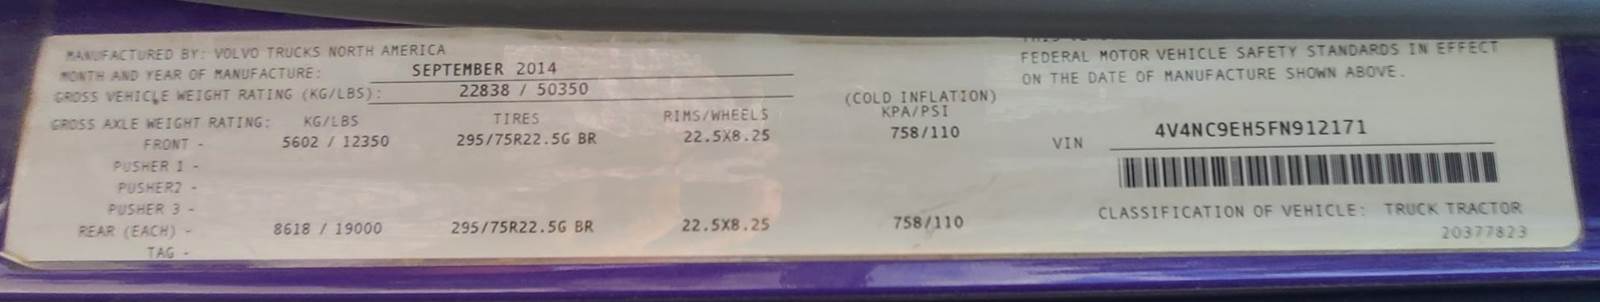 MANUFACTURED BY: VOLVO TRUCKS NORTH AMERICA
MONTH AND YEAR OF MANUFACTURE: SEPTEMBER 2014
GROSS VEHICLE WEIGHT RATING (KG/LBS): 22838 / 50350
GROSS AXLE WEIGHT RATING: KG/LBS TIRES RIMS/WHEELS (COLD INFLATION) KPA/PSI
FRONT - 5602 / 12350 295/75R22.5G BR 22.5X8.25 758/110
PUSHER 1 -
PUSHER2 -
PUSHER 3 -
REAR (EACH) - 8618 / 19000 295/75R22.5G BR 22.5X8.25 758/110
TAG -
FEDERAL MOTOR VEHICLE SAFETY STANDARDS IN EFFECT
ON THE DATE OF MANUFACTURE SHOWN ABOVE.
VIN 4V4NC9EH5FN912171
CLASSIFICATION OF VEHICLE: TRUCK TRACTOR
20377823